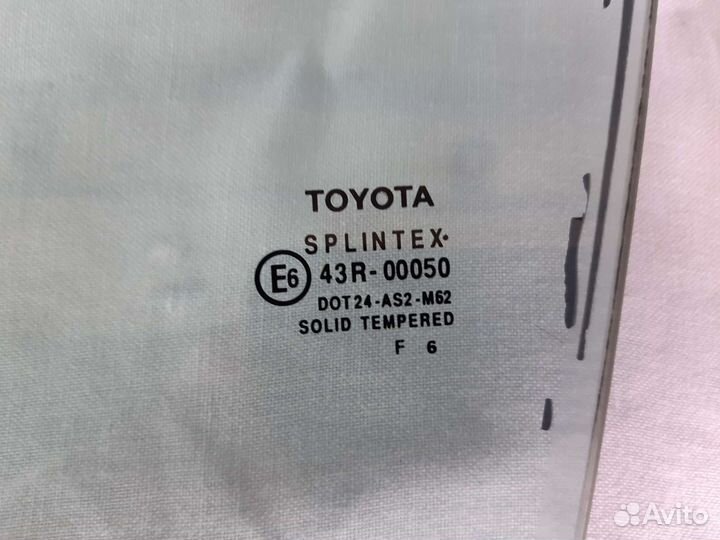 TOYOTA
SPLINTEX·
E6 43R-00050
DOT24-AS2-M62
SOLID TEMPERED
F 6
Avito